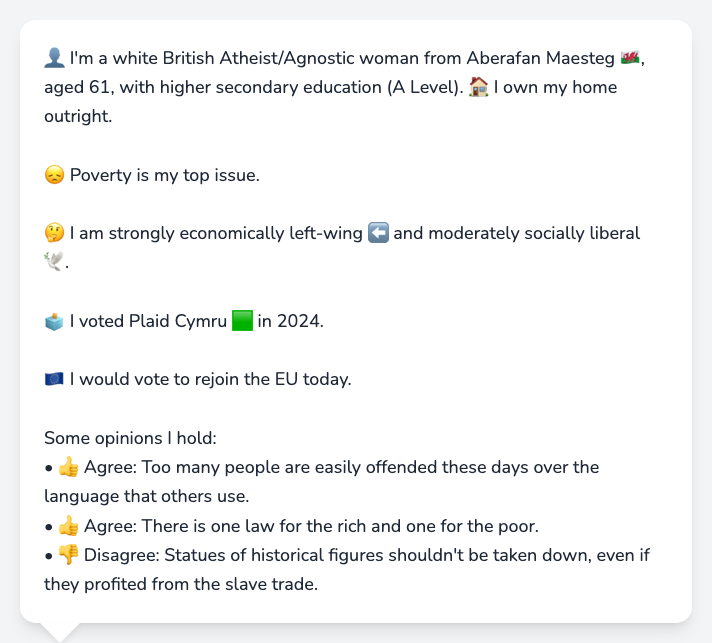 👤 I'm a white British Atheist/Agnostic woman from Aberafan Maesteg 🏴󠁧󠁢󠁷󠁬󠁳󠁿,
aged 61, with higher secondary education (A Level). 🏠 I own my home
outright.
😞 Poverty is my top issue.
🤔 I am strongly economically left-wing ⬅️ and moderately socially liberal
🕊️.
🗳️ I voted Plaid Cymru 🟩 in 2024.
🇪🇺 I would vote to rejoin the EU today.
Some opinions I hold:
• 👍 Agree: Too many people are easily offended these days over the
language that others use.
• 👍 Agree: There is one law for the rich and one for the poor.
• 👎 Disagree: Statues of historical figures shouldn't be taken down, even if
they profited from the slave trade.